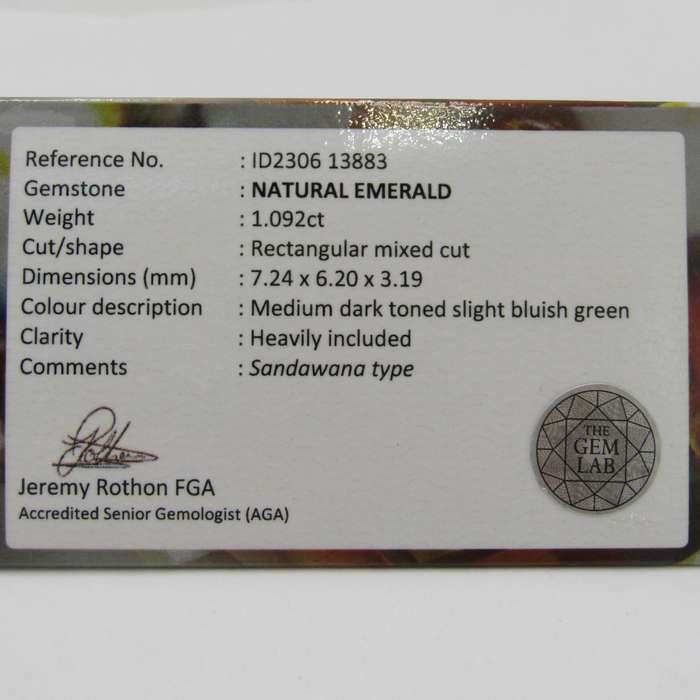 Reference No. : ID2306 13883
Gemstone : NATURAL EMERALD
Weight : 1.092ct
Cut/shape : Rectangular mixed cut
Dimensions (mm) : 7.24 x 6.20 x 3.19
Colour description : Medium dark toned slight bluish green
Clarity : Heavily included
Comments : Sandawana type
THE
GEM
LAB
Jeremy Rothon FGA
Accredited Senior Gemologist (AGA)